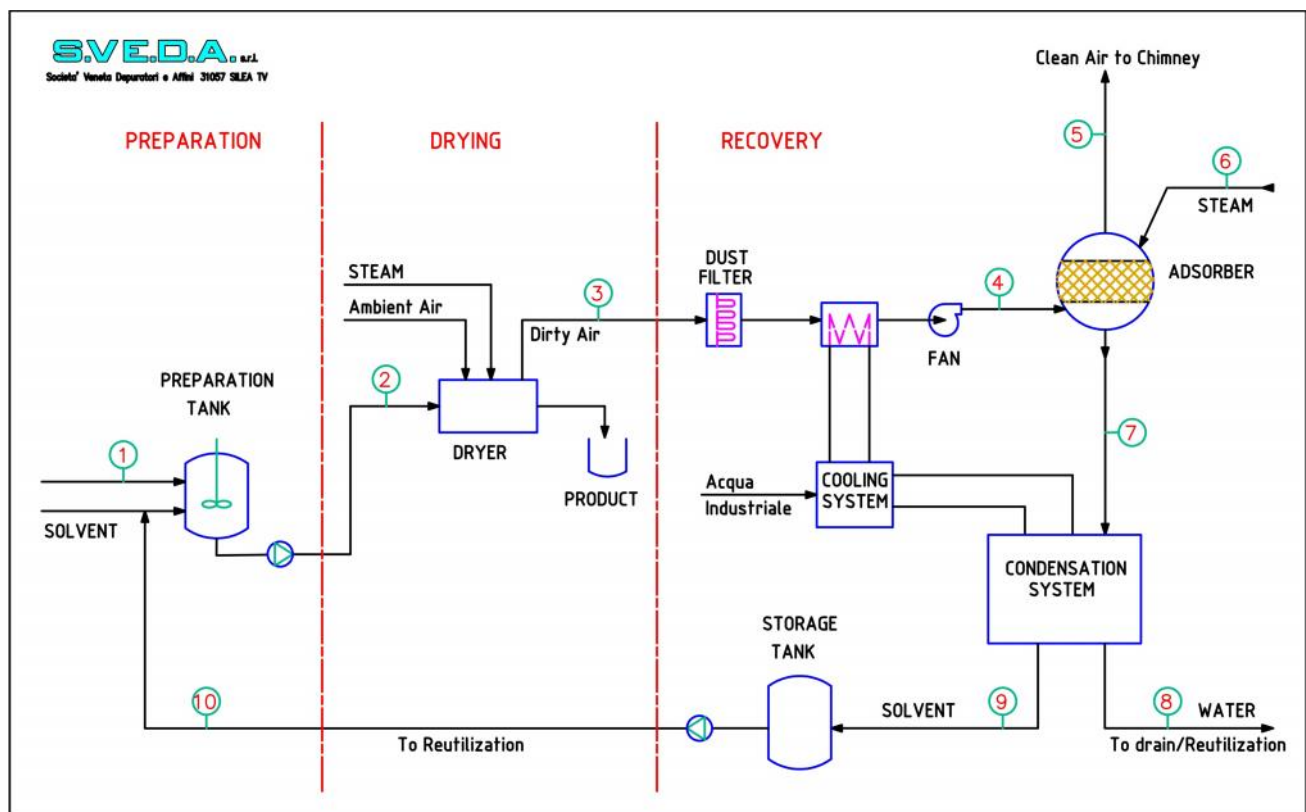 S.VE.D.A. s.r.l.
Societa' Veneta Depuratori e Affini 31057 SILEA TV
Clean Air to Chimney
PREPARATION
DRYING
RECOVERY
5
6
STEAM
ADSORBER
DUST
FILTER
4
FAN
STEAM
3
Ambient Air
Dirty Air
PREPARATION
TANK
2
DRYER
PRODUCT
1
SOLVENT
7
Acqua
Industriale
COOLING
SYSTEM
CONDENSATION
SYSTEM
STORAGE
TANK
10
To Reutilization
SOLVENT
9
8
WATER
To drain/Reutilization